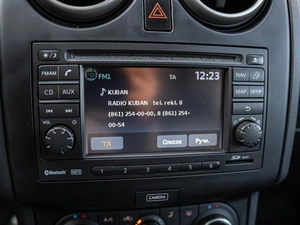 FM1 TA 12:23
KUBAN
RADIO KUBAN tel. rekl. 8
(861) 254-00-00, 8 (861) 254-
00-54
TA Список Ручн.
FM·AM
CD AUX
NAV
MAP SETUP
VOL
1 2 3 4 5 6
Bluetooth
CAMERA
A/C